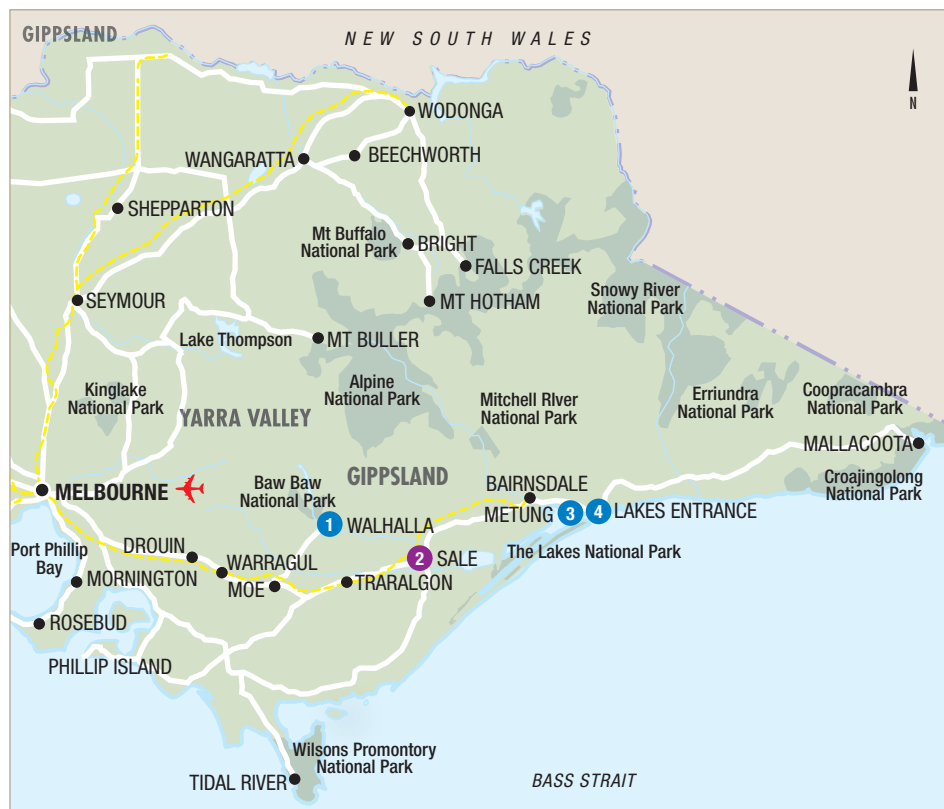 GIPPSLAND
NEW SOUTH WALES
N
WODONGA
WANGARATTA
BEECHWORTH
SHEPPARTON
Mt Buffalo
National Park
BRIGHT
FALLS CREEK
SEYMOUR
MT HOTHAM
Snowy River
National Park
Lake Thompson
MT BULLER
Kinglake
National Park
Alpine
National Park
YARRA VALLEY
Mitchell RIver
National Park
Erriundra
National Park
Coopracambra
National Park
MALLACOOTA
Croajingolong
National Park
MELBOURNE
Baw Baw
National Park
GIPPSLAND
BAIRNSDALE
1 WALHALLA
METUNG 3
4 LAKES ENTRANCE
Port Phillip
Bay
DROUIN
WARRAGUL
2 SALE
The Lakes National Park
MORNINGTON
MOE
TRARALGON
ROSEBUD
PHILLIP ISLAND
Wilsons Promontory
National Park
TIDAL RIVER
BASS STRAIT